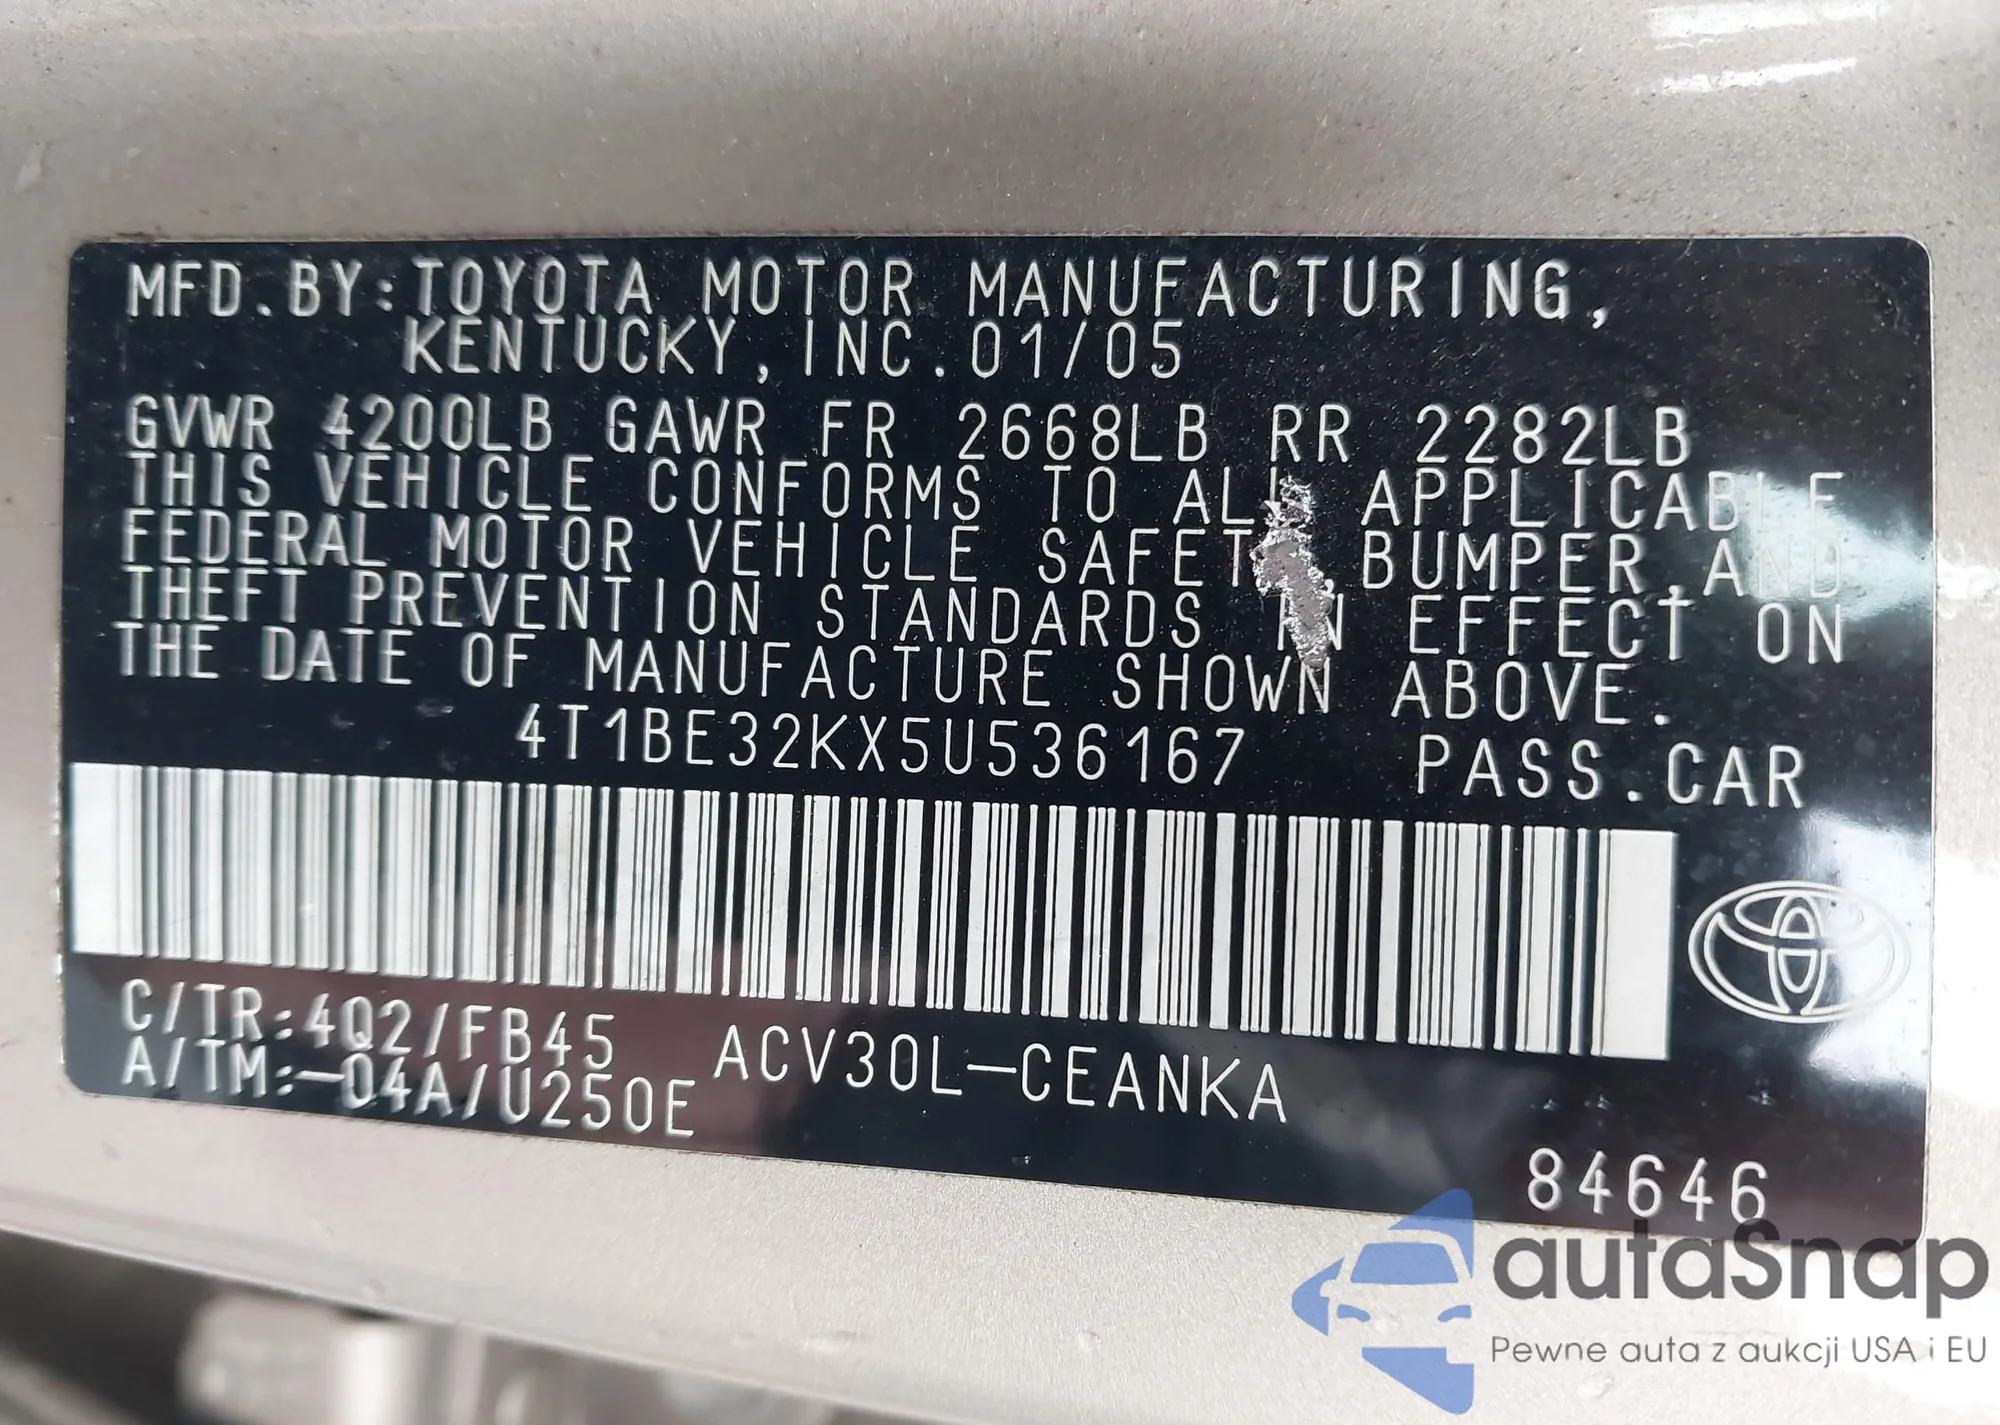 MFD. BY: TOYOTA MOTOR MANUFACTURING,
KENTUCKY, INC. 01/05
GVWR 4200LB GAWR FR 2668LB RR 2282LB
THIS VEHICLE CONFORMS TO ALL APPLICABLE
FEDERAL MOTOR VEHICLE SAFETY, BUMPER, AND
THEFT PREVENTION STANDARDS IN EFFECT ON
THE DATE OF MANUFACTURE SHOWN ABOVE.
4T1BE32KX5U536167 PASS. CAR
C/TR:4Q2/FB45 ACV30L-CEANKA
A/TM:-04A/U250E
84646
autaSnap
Pewne auta z aukcji USA i EU